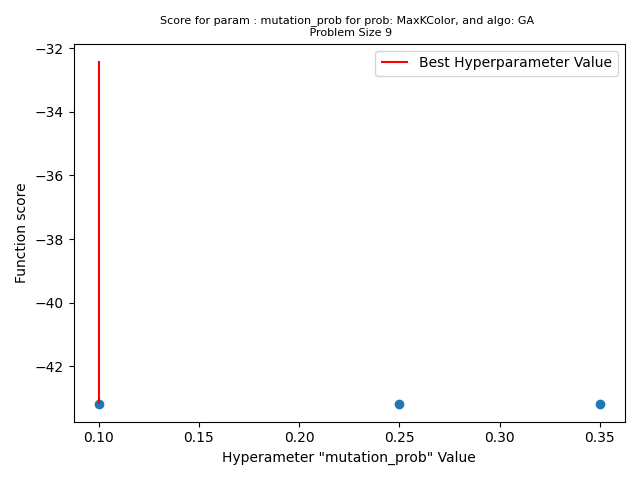 Score for param : mutation_prob for prob: MaxKColor, and algo: GA
Problem Size 9
Best Hyperparameter Value
Function score
−32
−34
−36
−38
−40
−42
0.10
0.15
0.20
0.25
0.30
0.35
Hyperameter "mutation_prob" Value